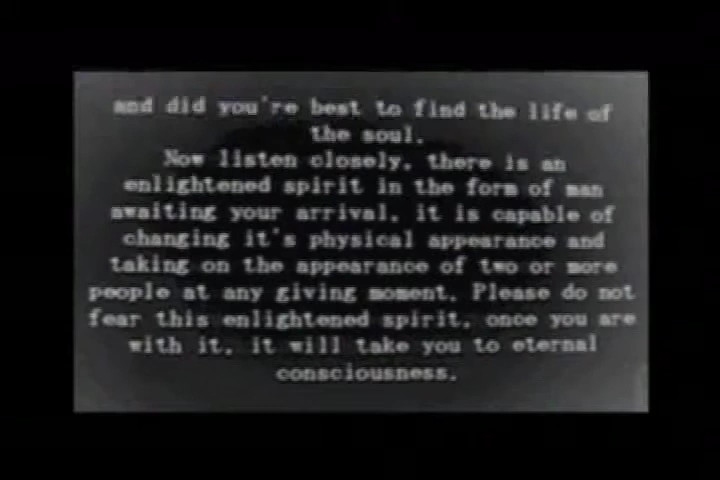 and did you're best to find the life of
the soul.
Now listen closely, there is an
enlightened spirit in the form of man
awaiting your arrival, it is capable of
changing it's physical appearance and
taking on the appearance of two or more
people at any giving moment. Please do not
fear this enlightened spirit, once you are
with it, it will take you to eternal
consciousness.